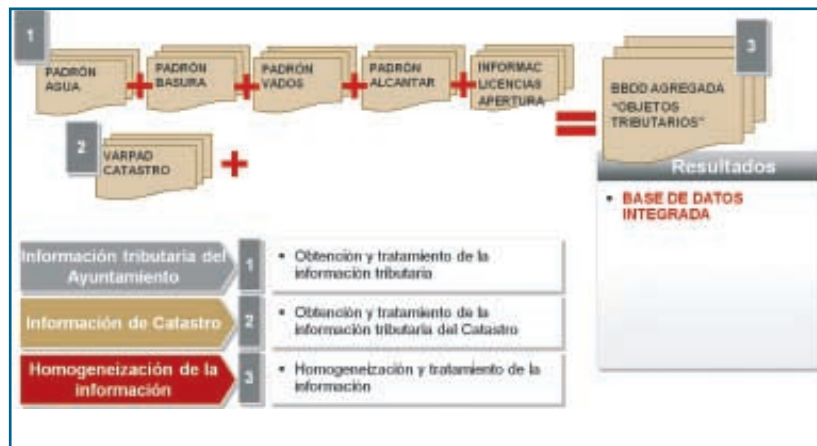 1
PADRÓN
AGUA
PADRÓN
BASURA
PADRÓN
VADOS
PADRÓN
ALCANTAR
INFORMAC
LICENCIAS
APERTURA
3
BBDD AGREGADA
"OBJETOS
TRIBUTARIOS"
2
VARPAD
CATASTRO
Resultados
• BASE DE DATOS
INTEGRADA
Información tributaria del
Ayuntamiento
1
• Obtención y tratamiento de la
información tributaria
Información de Catastro
2
• Obtención y tratamiento de la
información tributaria del Catastro
Homogeneización de la
información
3
• Homogeneización y tratamiento de la
información